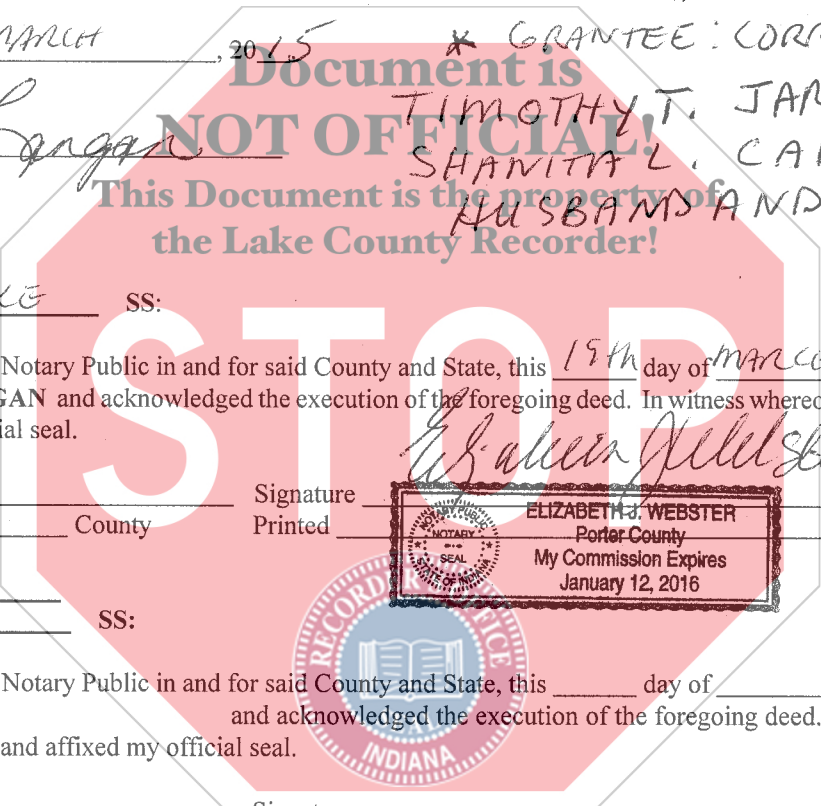 MARCH, 2015
* GRANTEE: CORR
TIMOTHY T. JAM
SHANITA L. CA
HUSBAND AND
Document is
NOT OFFICIAL!
This Document is the property of
the Lake County Recorder!
SS:
STOP
Notary Public in and for said County and State, this 19th day of MARCH
GAN and acknowledged the execution of the foregoing deed. In witness whereo
ial seal.
Signature
County Printed
ELIZABETH J. WEBSTER
Porter County
My Commission Expires
January 12, 2016
NOTARY PUBLIC
NOTARY
SEAL
STATE OF INDIANA
SS:
RECORDER'S OFFICE
INDIANA
Notary Public in and for said County and State, this day of
and acknowledged the execution of the foregoing deed.
and affixed my official seal.